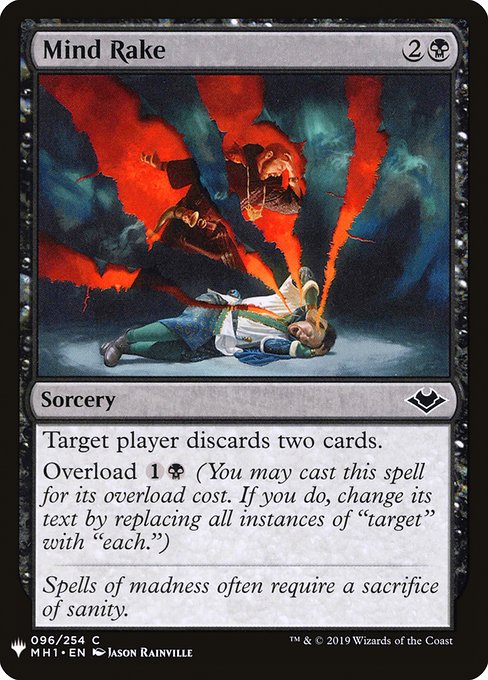 Mind Rake 2
Sorcery
Target player discards two cards.
Overload 1 (You may cast this spell
for its overload cost. If you do, change its
text by replacing all instances of “target”
with “each.”)
Spells of madness often require a sacrifice
of sanity.
096/254 C
MH1 • EN Jason Rainville
™ & © 2019 Wizards of the Coast